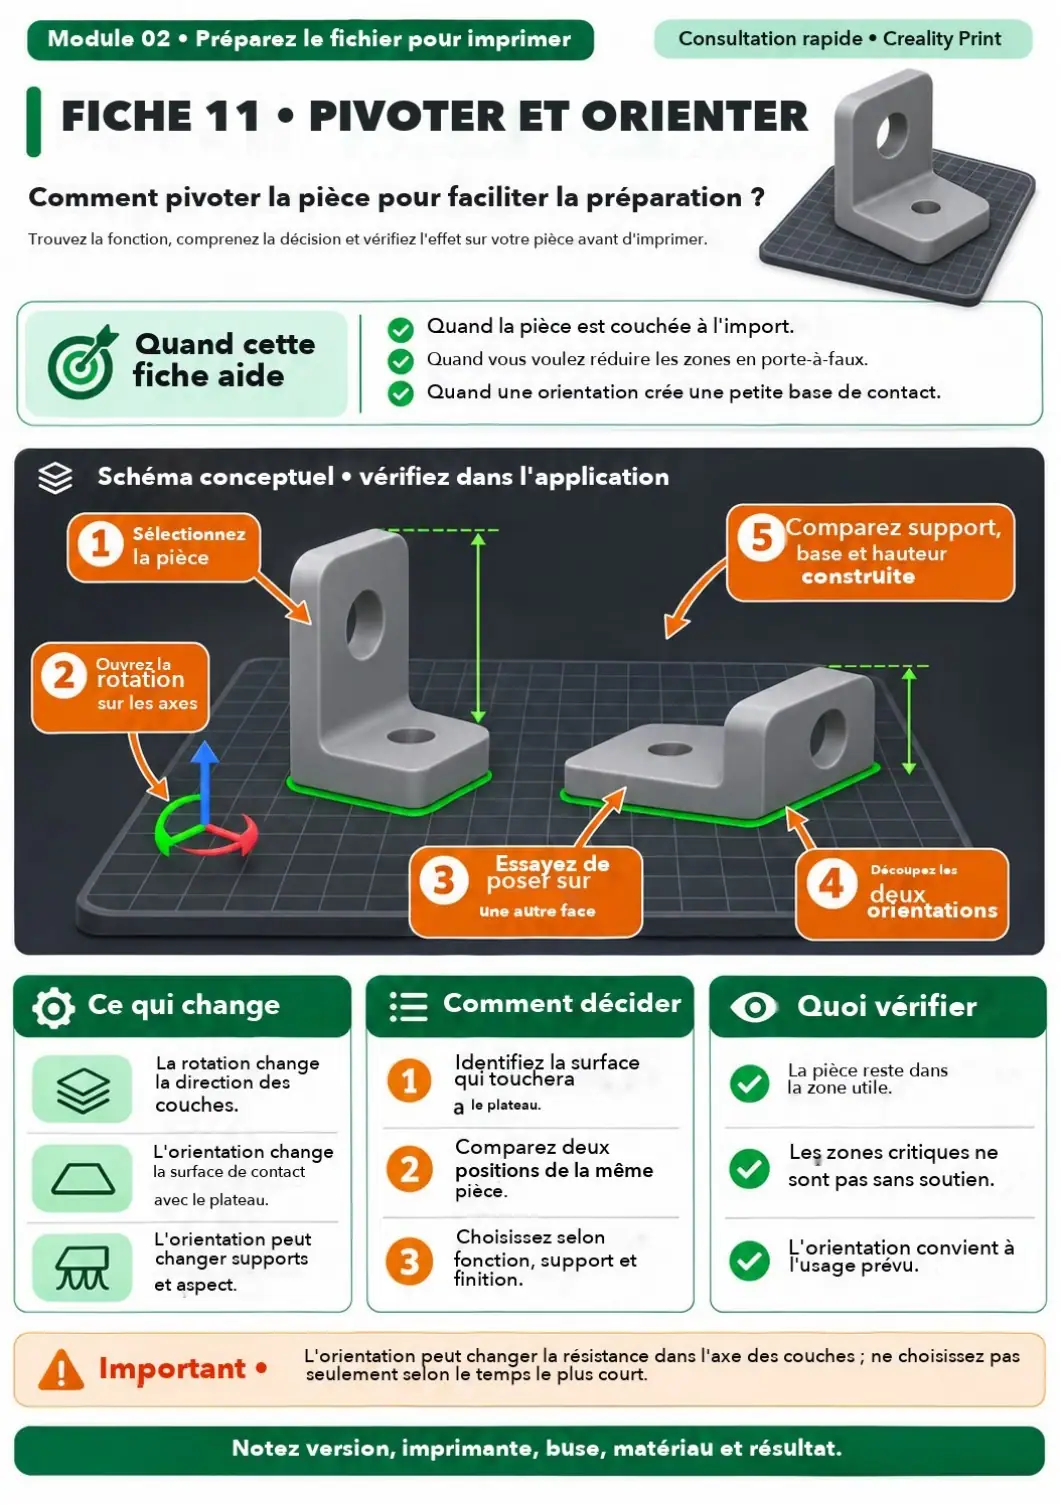 Module 02 • Préparez le fichier pour imprimer
Consultation rapide • Creality Print
FICHE 11 • PIVOTER ET ORIENTER
Comment pivoter la pièce pour faciliter la préparation ?
Trouvez la fonction, comprenez la décision et vérifiez l'effet sur votre pièce avant d'imprimer.
Quand cette
fiche aide
Quand la pièce est couchée à l'import.
Quand vous voulez réduire les zones en porte-à-faux.
Quand une orientation crée une petite base de contact.
Schéma conceptuel • vérifiez dans l'application
1
Sélectionnez
la pièce
5
Comparez support,
base et hauteur
construite
2
Ouvrez la
rotation
sur les axes
3
Essayez de
poser sur
une autre face
4
Découpez les
deux
orientations
Ce qui change
La rotation change
la direction des
couches.
L'orientation change
la surface de contact
avec le plateau.
L'orientation peut
changer supports
et aspect.
Comment décider
1
Identifiez la surface
qui touchera
a le plateau.
2
Comparez deux
positions de la même
pièce.
3
Choisissez selon
fonction, support et
finition.
Quoi vérifier
La pièce reste dans
la zone utile.
Les zones critiques ne
sont pas sans soutien.
L'orientation convient à
l'usage prévu.
Important •
L'orientation peut changer la résistance dans l'axe des couches ; ne choisissez pas
seulement selon le temps le plus court.
Notez version, imprimante, buse, matériau et résultat.